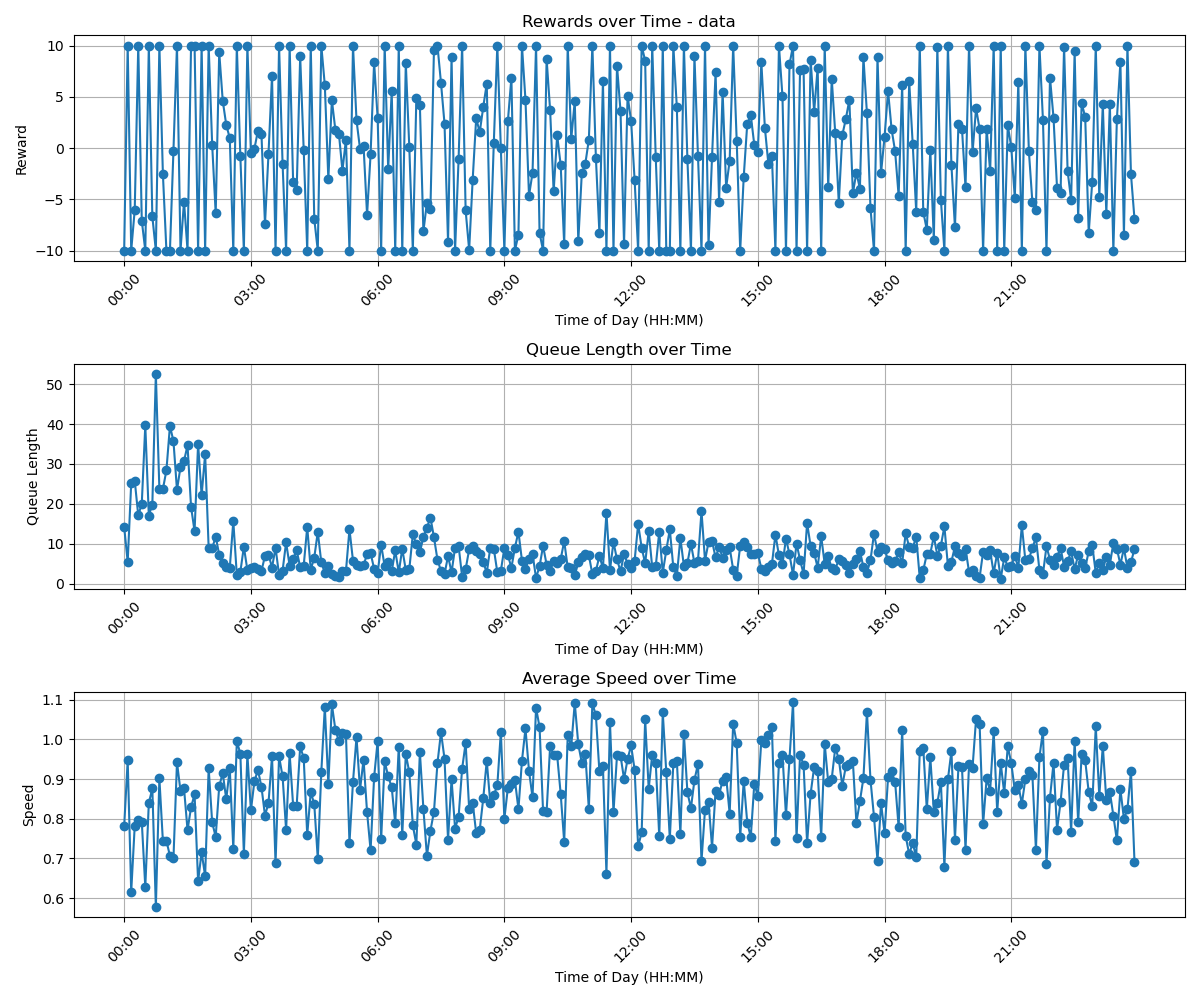 Rewards over Time - data
10
5
0
−5
−10
Reward
00:00 03:00 06:00 09:00 12:00 15:00 18:00 21:00
Time of Day (HH:MM)
Queue Length over Time
50
40
30
20
10
0
Queue Length
00:00 03:00 06:00 09:00 12:00 15:00 18:00 21:00
Time of Day (HH:MM)
Average Speed over Time
1.1
1.0
0.9
0.8
0.7
0.6
Speed
00:00 03:00 06:00 09:00 12:00 15:00 18:00 21:00
Time of Day (HH:MM)